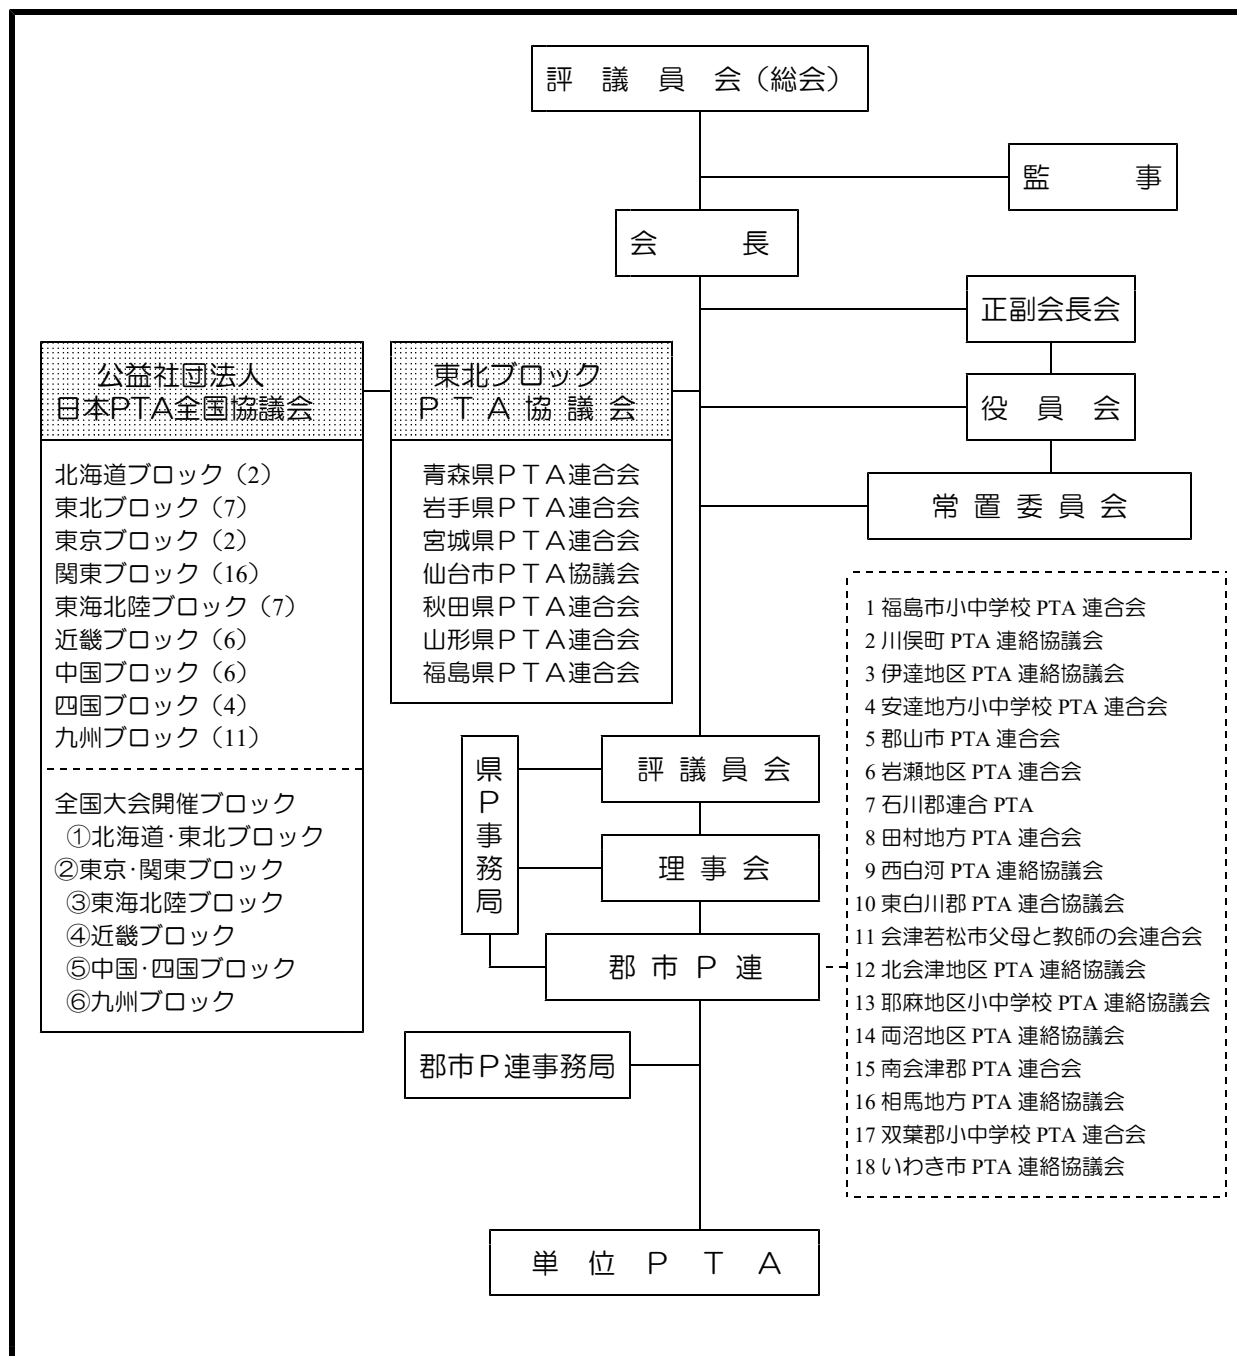 評議員会（総会）
監事
会長
正副会長会
役員会
常置委員会
公益社団法人
日本PTA全国協議会
北海道ブロック（2）
東北ブロック（7）
東京ブロック（2）
関東ブロック（16）
東海北陸ブロック（7）
近畿ブロック（6）
中国ブロック（6）
四国ブロック（4）
九州ブロック（11）
全国大会開催ブロック
①北海道･東北ブロック
②東京･関東ブロック
③東海北陸ブロック
④近畿ブロック
⑤中国･四国ブロック
⑥九州ブロック
東北ブロック
ＰＴＡ協議会
青森県ＰＴＡ連合会
岩手県ＰＴＡ連合会
宮城県ＰＴＡ連合会
仙台市ＰＴＡ協議会
秋田県ＰＴＡ連合会
山形県ＰＴＡ連合会
福島県ＰＴＡ連合会
県Ｐ事務局
評議員会
理事会
郡市Ｐ連
郡市Ｐ連事務局
単位ＰＴＡ
1 福島市小中学校 PTA 連合会
2 川俣町 PTA 連絡協議会
3 伊達地区 PTA 連絡協議会
4 安達地方小中学校 PTA 連合会
5 郡山市 PTA 連合会
6 岩瀬地区 PTA 連合会
7 石川郡連合 PTA
8 田村地方 PTA 連合会
9 西白河 PTA 連絡協議会
10 東白川郡 PTA 連合協議会
11 会津若松市父母と教師の会連合会
12 北会津地区 PTA 連絡協議会
13 耶麻地区小中学校 PTA 連絡協議会
14 両沼地区 PTA 連絡協議会
15 南会津郡 PTA 連合会
16 相馬地方 PTA 連絡協議会
17 双葉郡小中学校 PTA 連合会
18 いわき市 PTA 連絡協議会